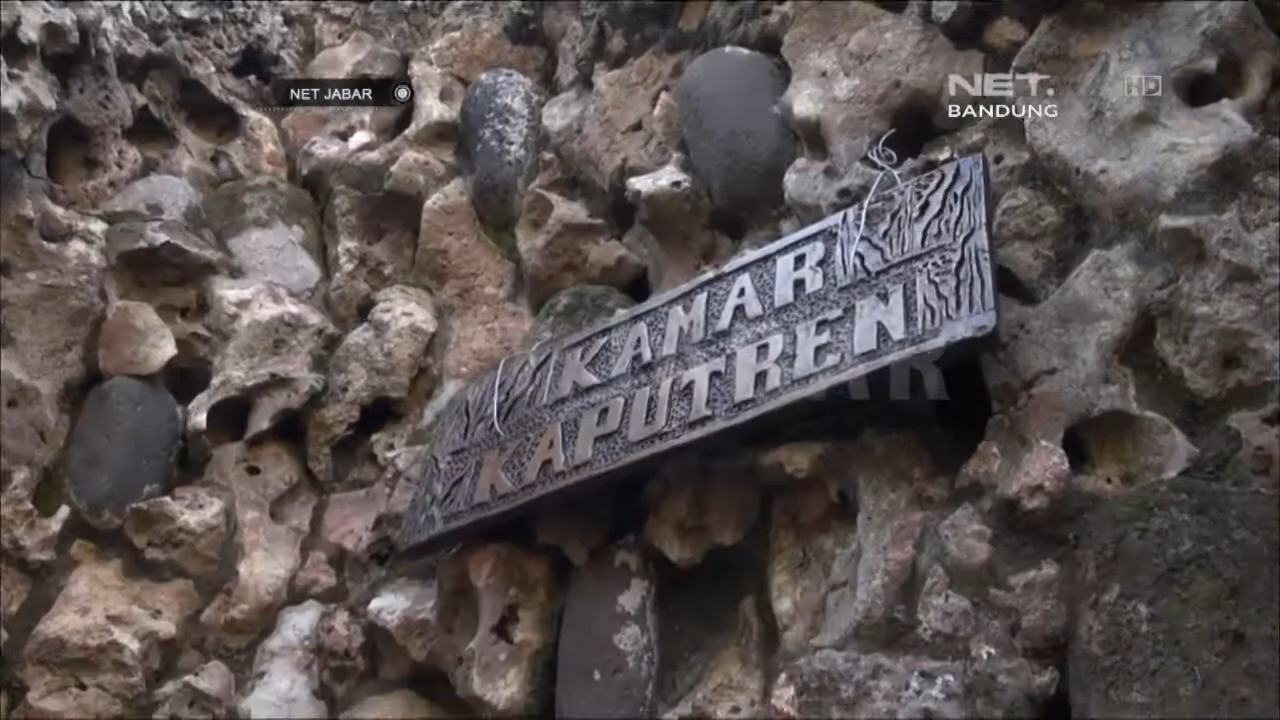 NET JABAR
NET.
BANDUNG
HD
KAMAR
KAPUTREN